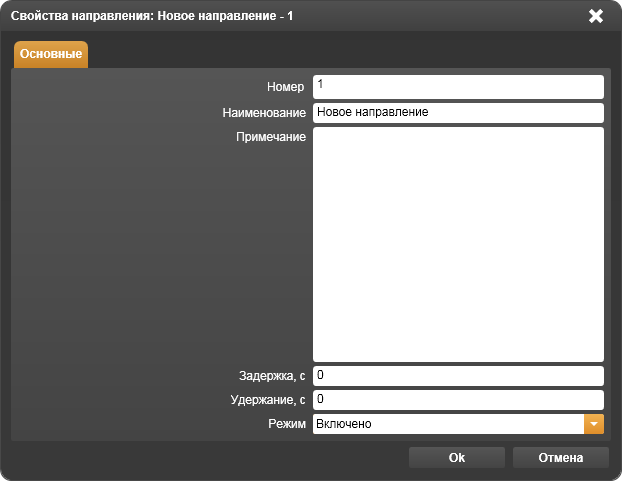 Свойства направления: Новое направление - 1
Основные
Номер 1
Наименование Новое направление
Примечание
Задержка, с 0
Удержание, с 0
Режим Включено
Ok Отмена